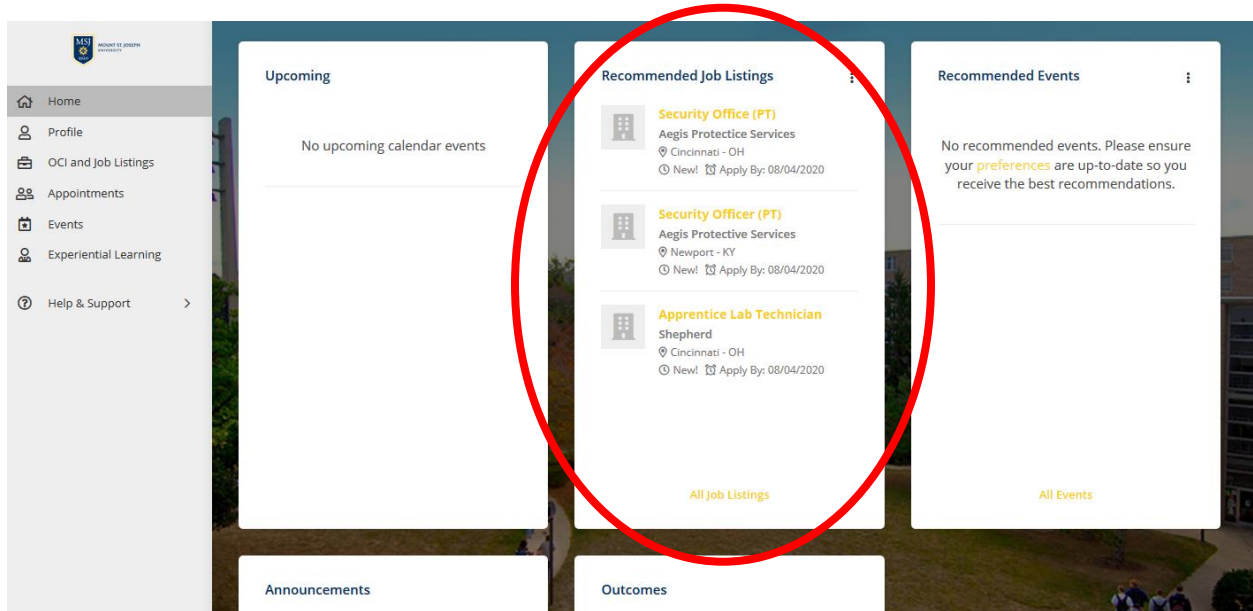 MSJ
1920
MOUNT ST. JOSEPH
UNIVERSITY
Home
Profile
OCI and Job Listings
Appointments
Events
Experiential Learning
Help & Support
Upcoming
No upcoming calendar events
Recommended Job Listings
Security Office (PT)
Aegis Protectice Services
Cincinnati - OH
New! Apply By: 08/04/2020
Security Officer (PT)
Aegis Protective Services
Newport - KY
New! Apply By: 08/04/2020
Apprentice Lab Technician
Shepherd
Cincinnati - OH
New! Apply By: 08/04/2020
All Job Listings
Recommended Events
No recommended events. Please ensure
your preferences are up-to-date so you
receive the best recommendations.
All Events
Announcements
Outcomes